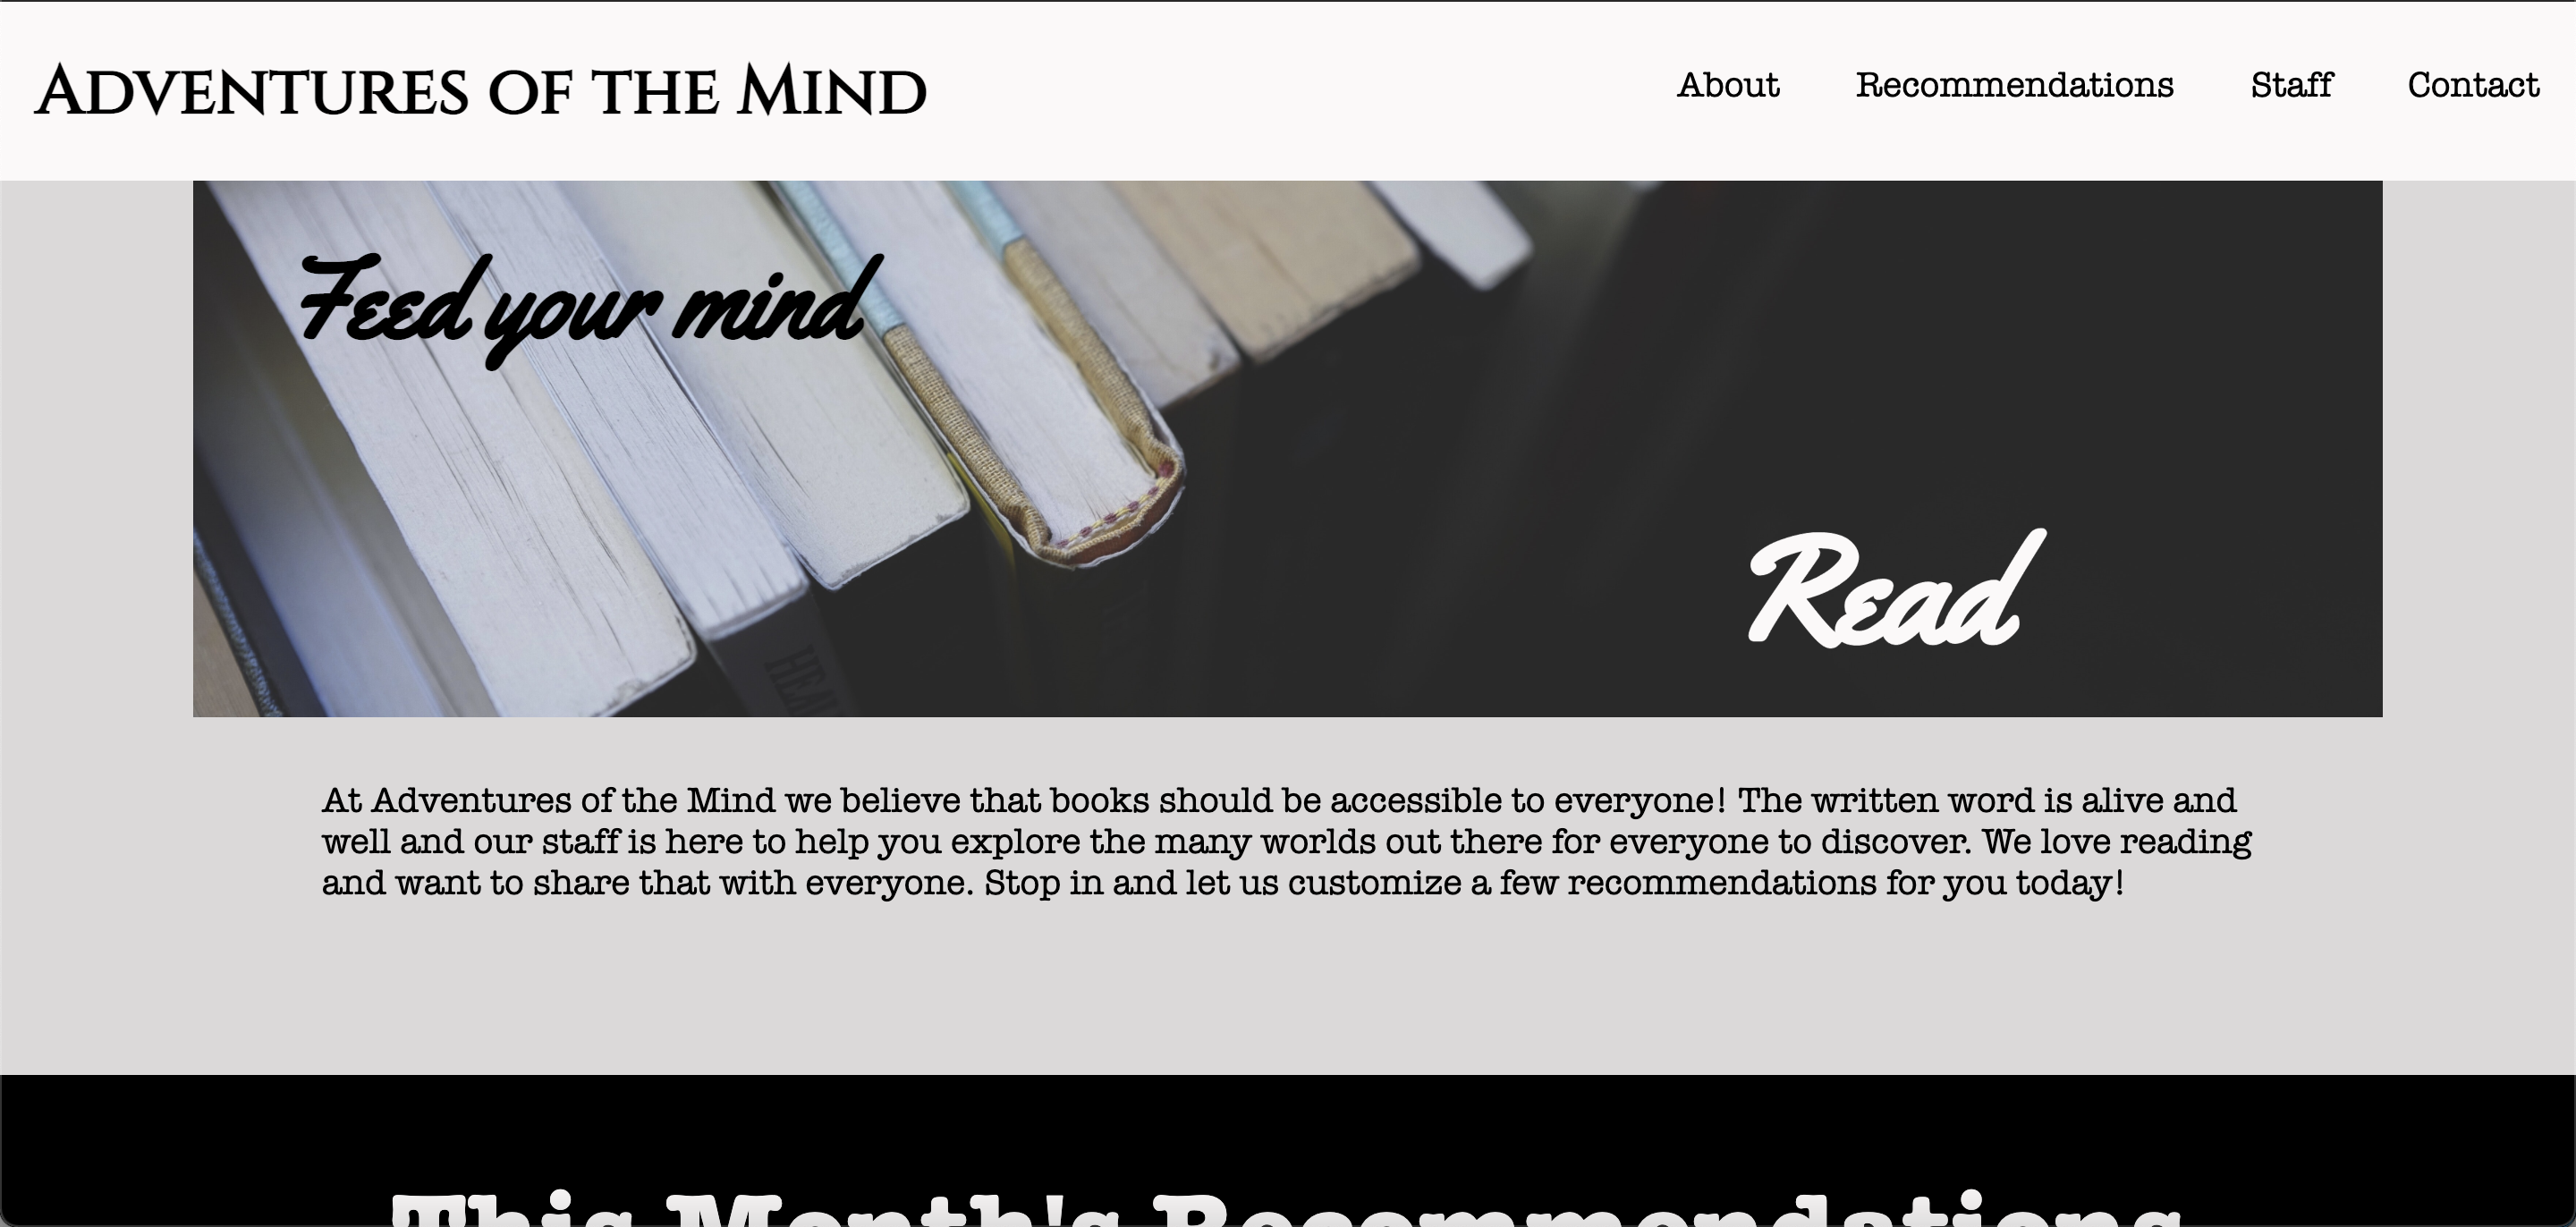 Adventures of the Mind
About Recommendations Staff Contact
Feed your mind
HEA
Read
At Adventures of the Mind we believe that books should be accessible to everyone! The written word is alive and
well and our staff is here to help you explore the many worlds out there for everyone to discover. We love reading
and want to share that with everyone. Stop in and let us customize a few recommendations for you today!
This Month's Recommendations